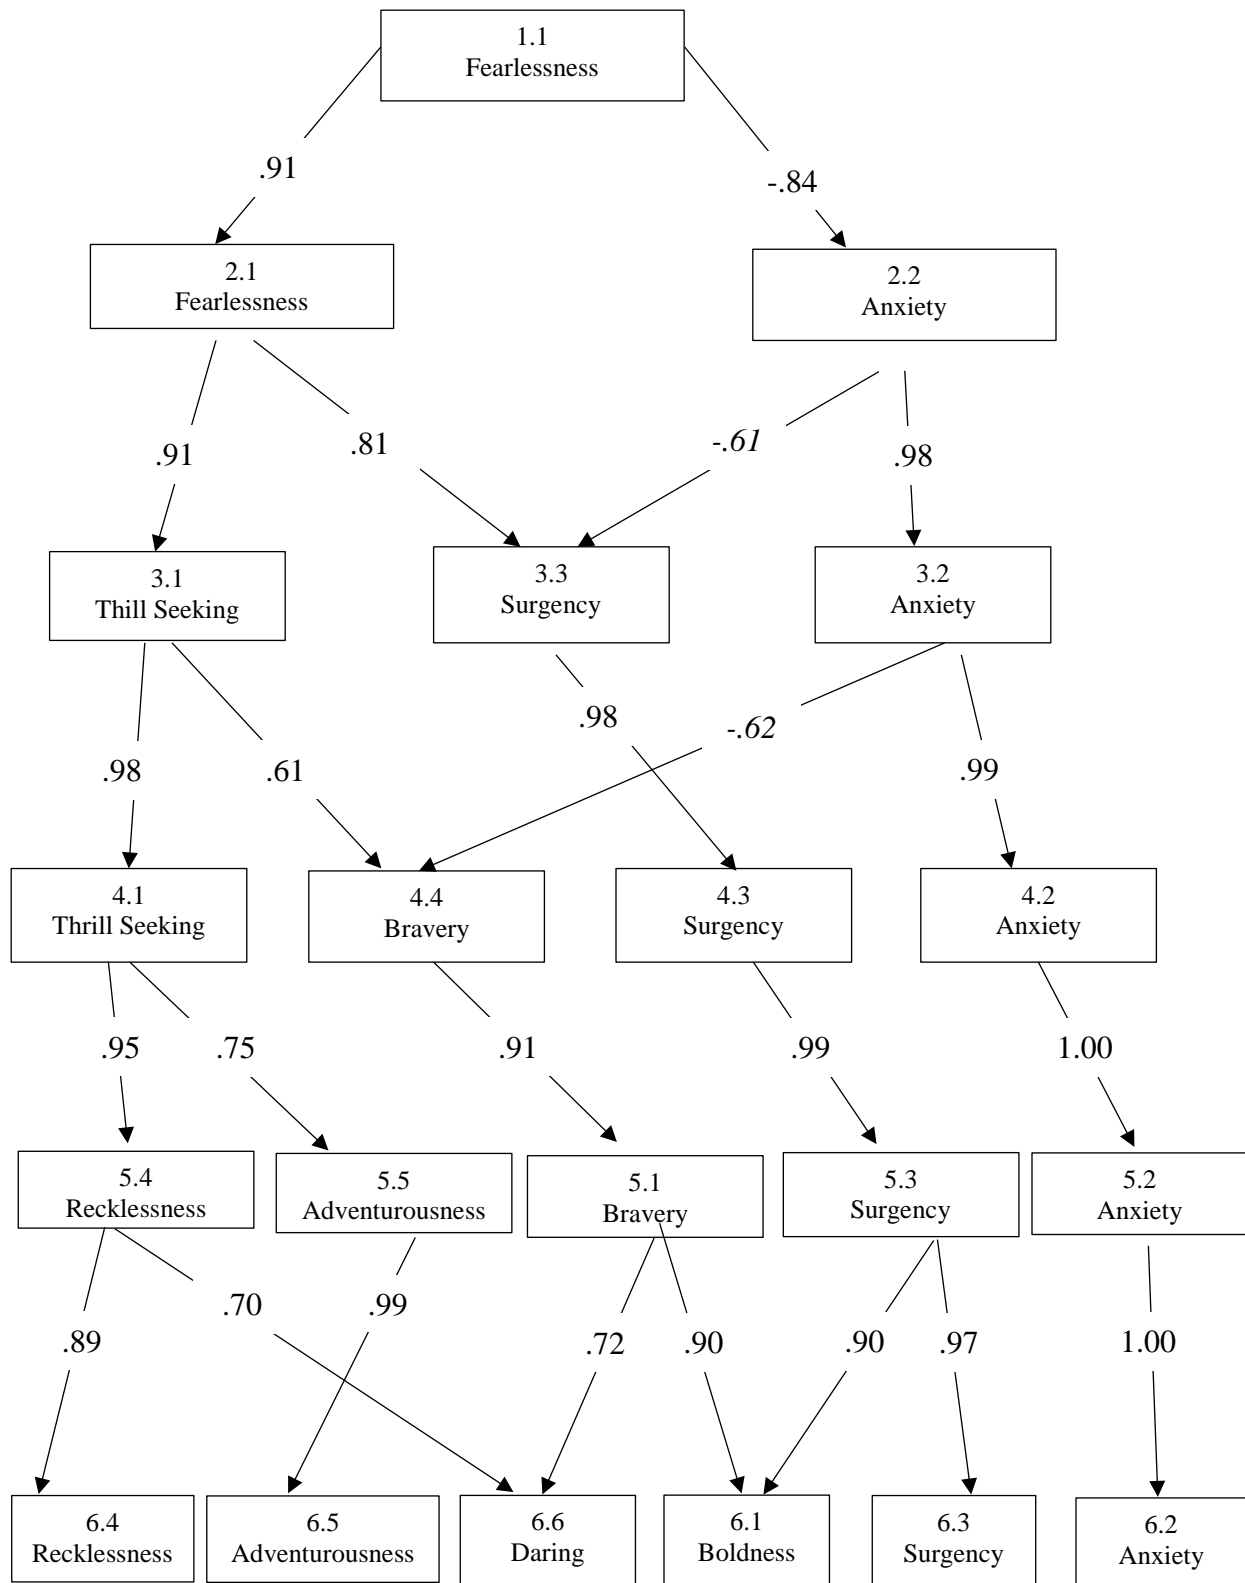 1.1
Fearlessness
.91
-.84
2.1
Fearlessness
2.2
Anxiety
.91
.81
-.61
.98
3.1
Thill Seeking
3.3
Surgency
3.2
Anxiety
.98
.61
.98
-.62
.99
4.1
Thrill Seeking
4.4
Bravery
4.3
Surgency
4.2
Anxiety
.95
.75
.91
.99
1.00
5.4
Recklessness
5.5
Adventurousness
5.1
Bravery
5.3
Surgency
5.2
Anxiety
.89
.70
.99
.72
.90
.90
.97
1.00
6.4
Recklessness
6.5
Adventurousness
6.6
Daring
6.1
Boldness
6.3
Surgency
6.2
Anxiety